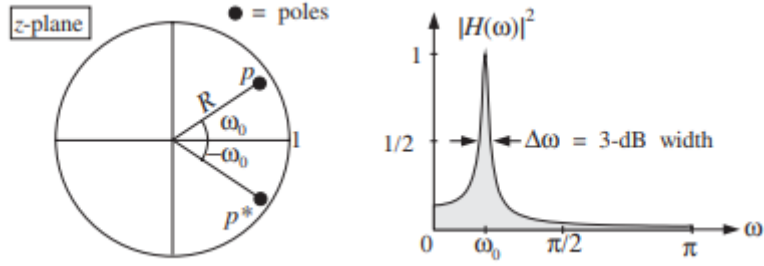 z-plane
● = poles
p
R
ω₀
−ω₀
1
p*
|H(ω)|²
1
1/2
Δω = 3-dB width
0
ω₀
π/2
π
ω